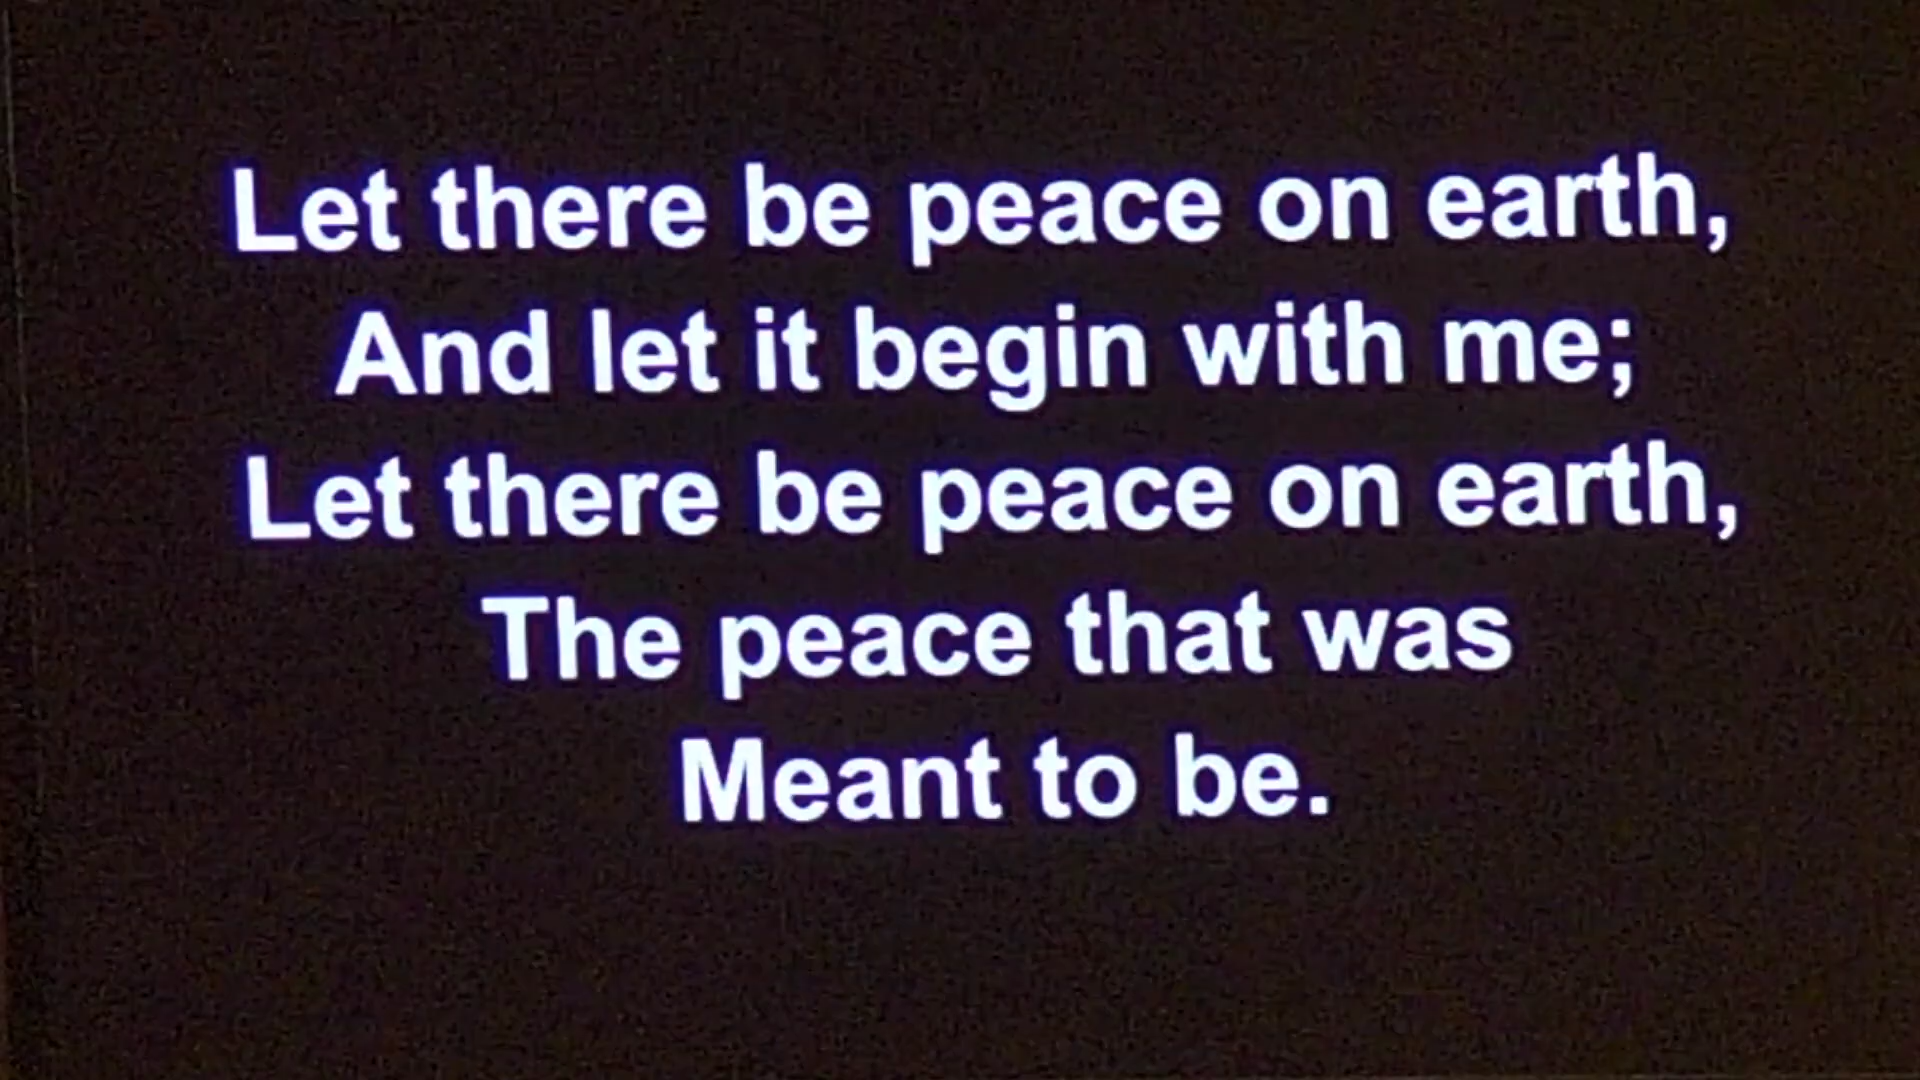 Let there be peace on earth,
And let it begin with me;
Let there be peace on earth,
The peace that was
Meant to be.